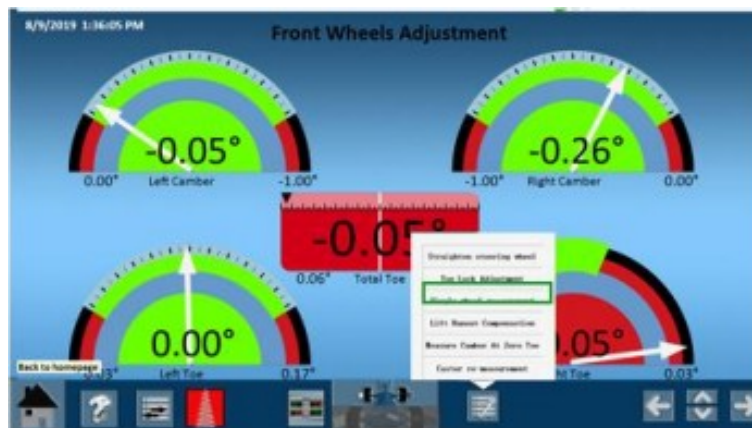 8/9/2019 1:36:05 PM
Front Wheels Adjustment
-0.05°
-0.26°
0.00°
Left Camber
-1.00°
-1.00°
Right Camber
0.00°
-0.05°
0.06°
Total Toe
Straighten steering wheel
Toe Lock Adjustment
Lift Runout Compensation
Measure Camber At Zero Toe
Caster re measurement
0.00°
.05°
Back to homepage
Left Toe
0.17°
0.03°